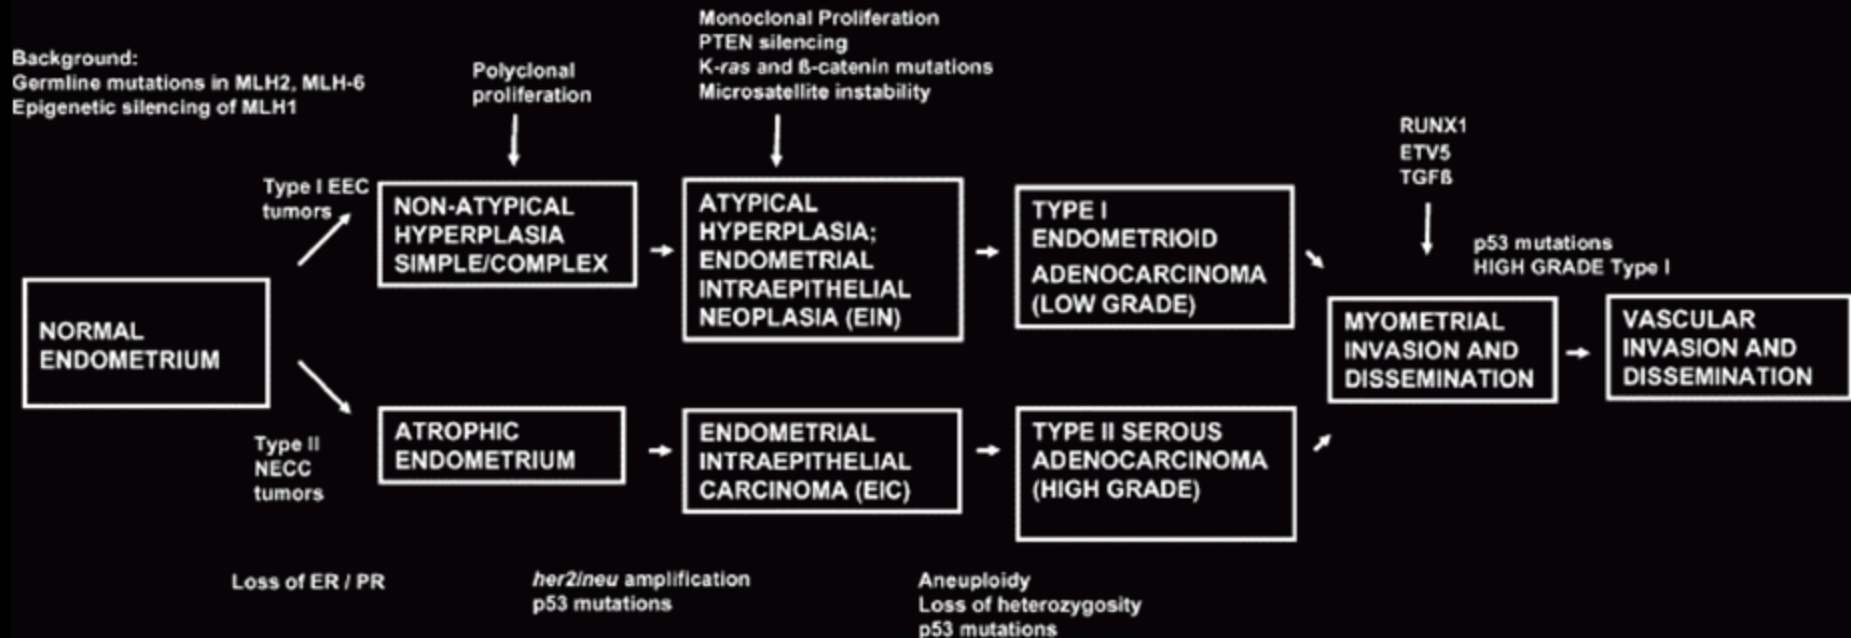 Background:
Germline mutations in MLH2, MLH-6
Epigenetic silencing of MLH1
Polyclonal
proliferation
Monoclonal Proliferation
PTEN silencing
K-ras and ß-catenin mutations
Microsatellite instability
RUNX1
ETV5
TGFß
p53 mutations
HIGH GRADE Type I
Type I EEC
tumors
NON-ATYPICAL
HYPERPLASIA
SIMPLE/COMPLEX
ATYPICAL
HYPERPLASIA;
ENDOMETRIAL
INTRAEPITHELIAL
NEOPLASIA (EIN)
TYPE I
ENDOMETRIOID
ADENOCARCINOMA
(LOW GRADE)
NORMAL
ENDOMETRIUM
MYOMETRIAL
INVASION AND
DISSEMINATION
VASCULAR
INVASION AND
DISSEMINATION
Type II
NECC
tumors
ATROPHIC
ENDOMETRIUM
ENDOMETRIAL
INTRAEPITHELIAL
CARCINOMA (EIC)
TYPE II SEROUS
ADENOCARCINOMA
(HIGH GRADE)
Loss of ER / PR
her2/neu amplification
p53 mutations
Aneuploidy
Loss of heterozygosity
p53 mutations